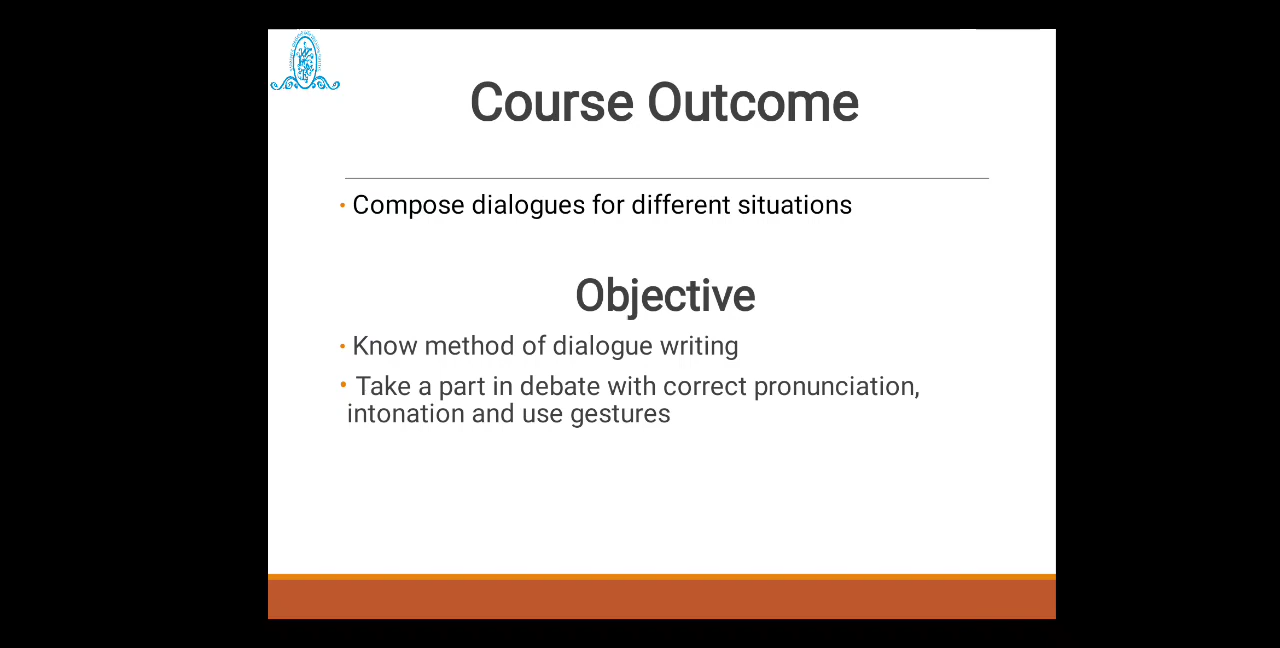 Course Outcome
• Compose dialogues for different situations
Objective
• Know method of dialogue writing
• Take a part in debate with correct pronunciation,
intonation and use gestures